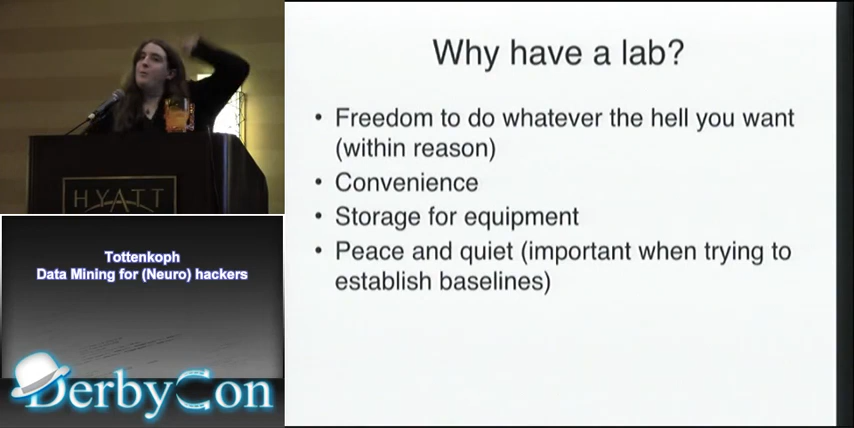 HYATT
Tottenkoph
Data Mining for (Neuro) hackers
DerbyCon
Why have a lab?
• Freedom to do whatever the hell you want
(within reason)
• Convenience
• Storage for equipment
• Peace and quiet (important when trying to
establish baselines)